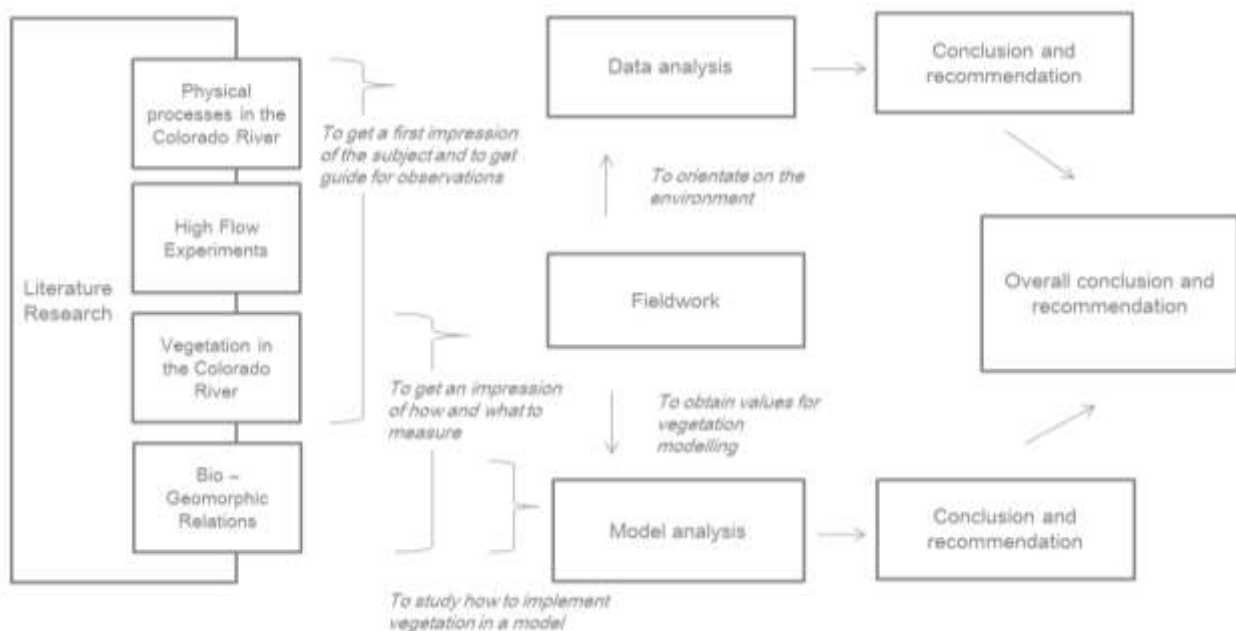 Literature
Research
Physical
processes in the
Colorado River
High Flow
Experiments
Vegetation in
the Colorado
River
Bio –
Geomorphic
Relations
To get a first impression
of the subject and to get
guide for observations
To get an impression
of how and what to
measure
To study how to implement
vegetation in a model
Data analysis
To orientate on the
environment
Fieldwork
To obtain values for
vegetation
modelling
Model analysis
Conclusion and
recommendation
Overall conclusion and
recommendation
Conclusion and
recommendation